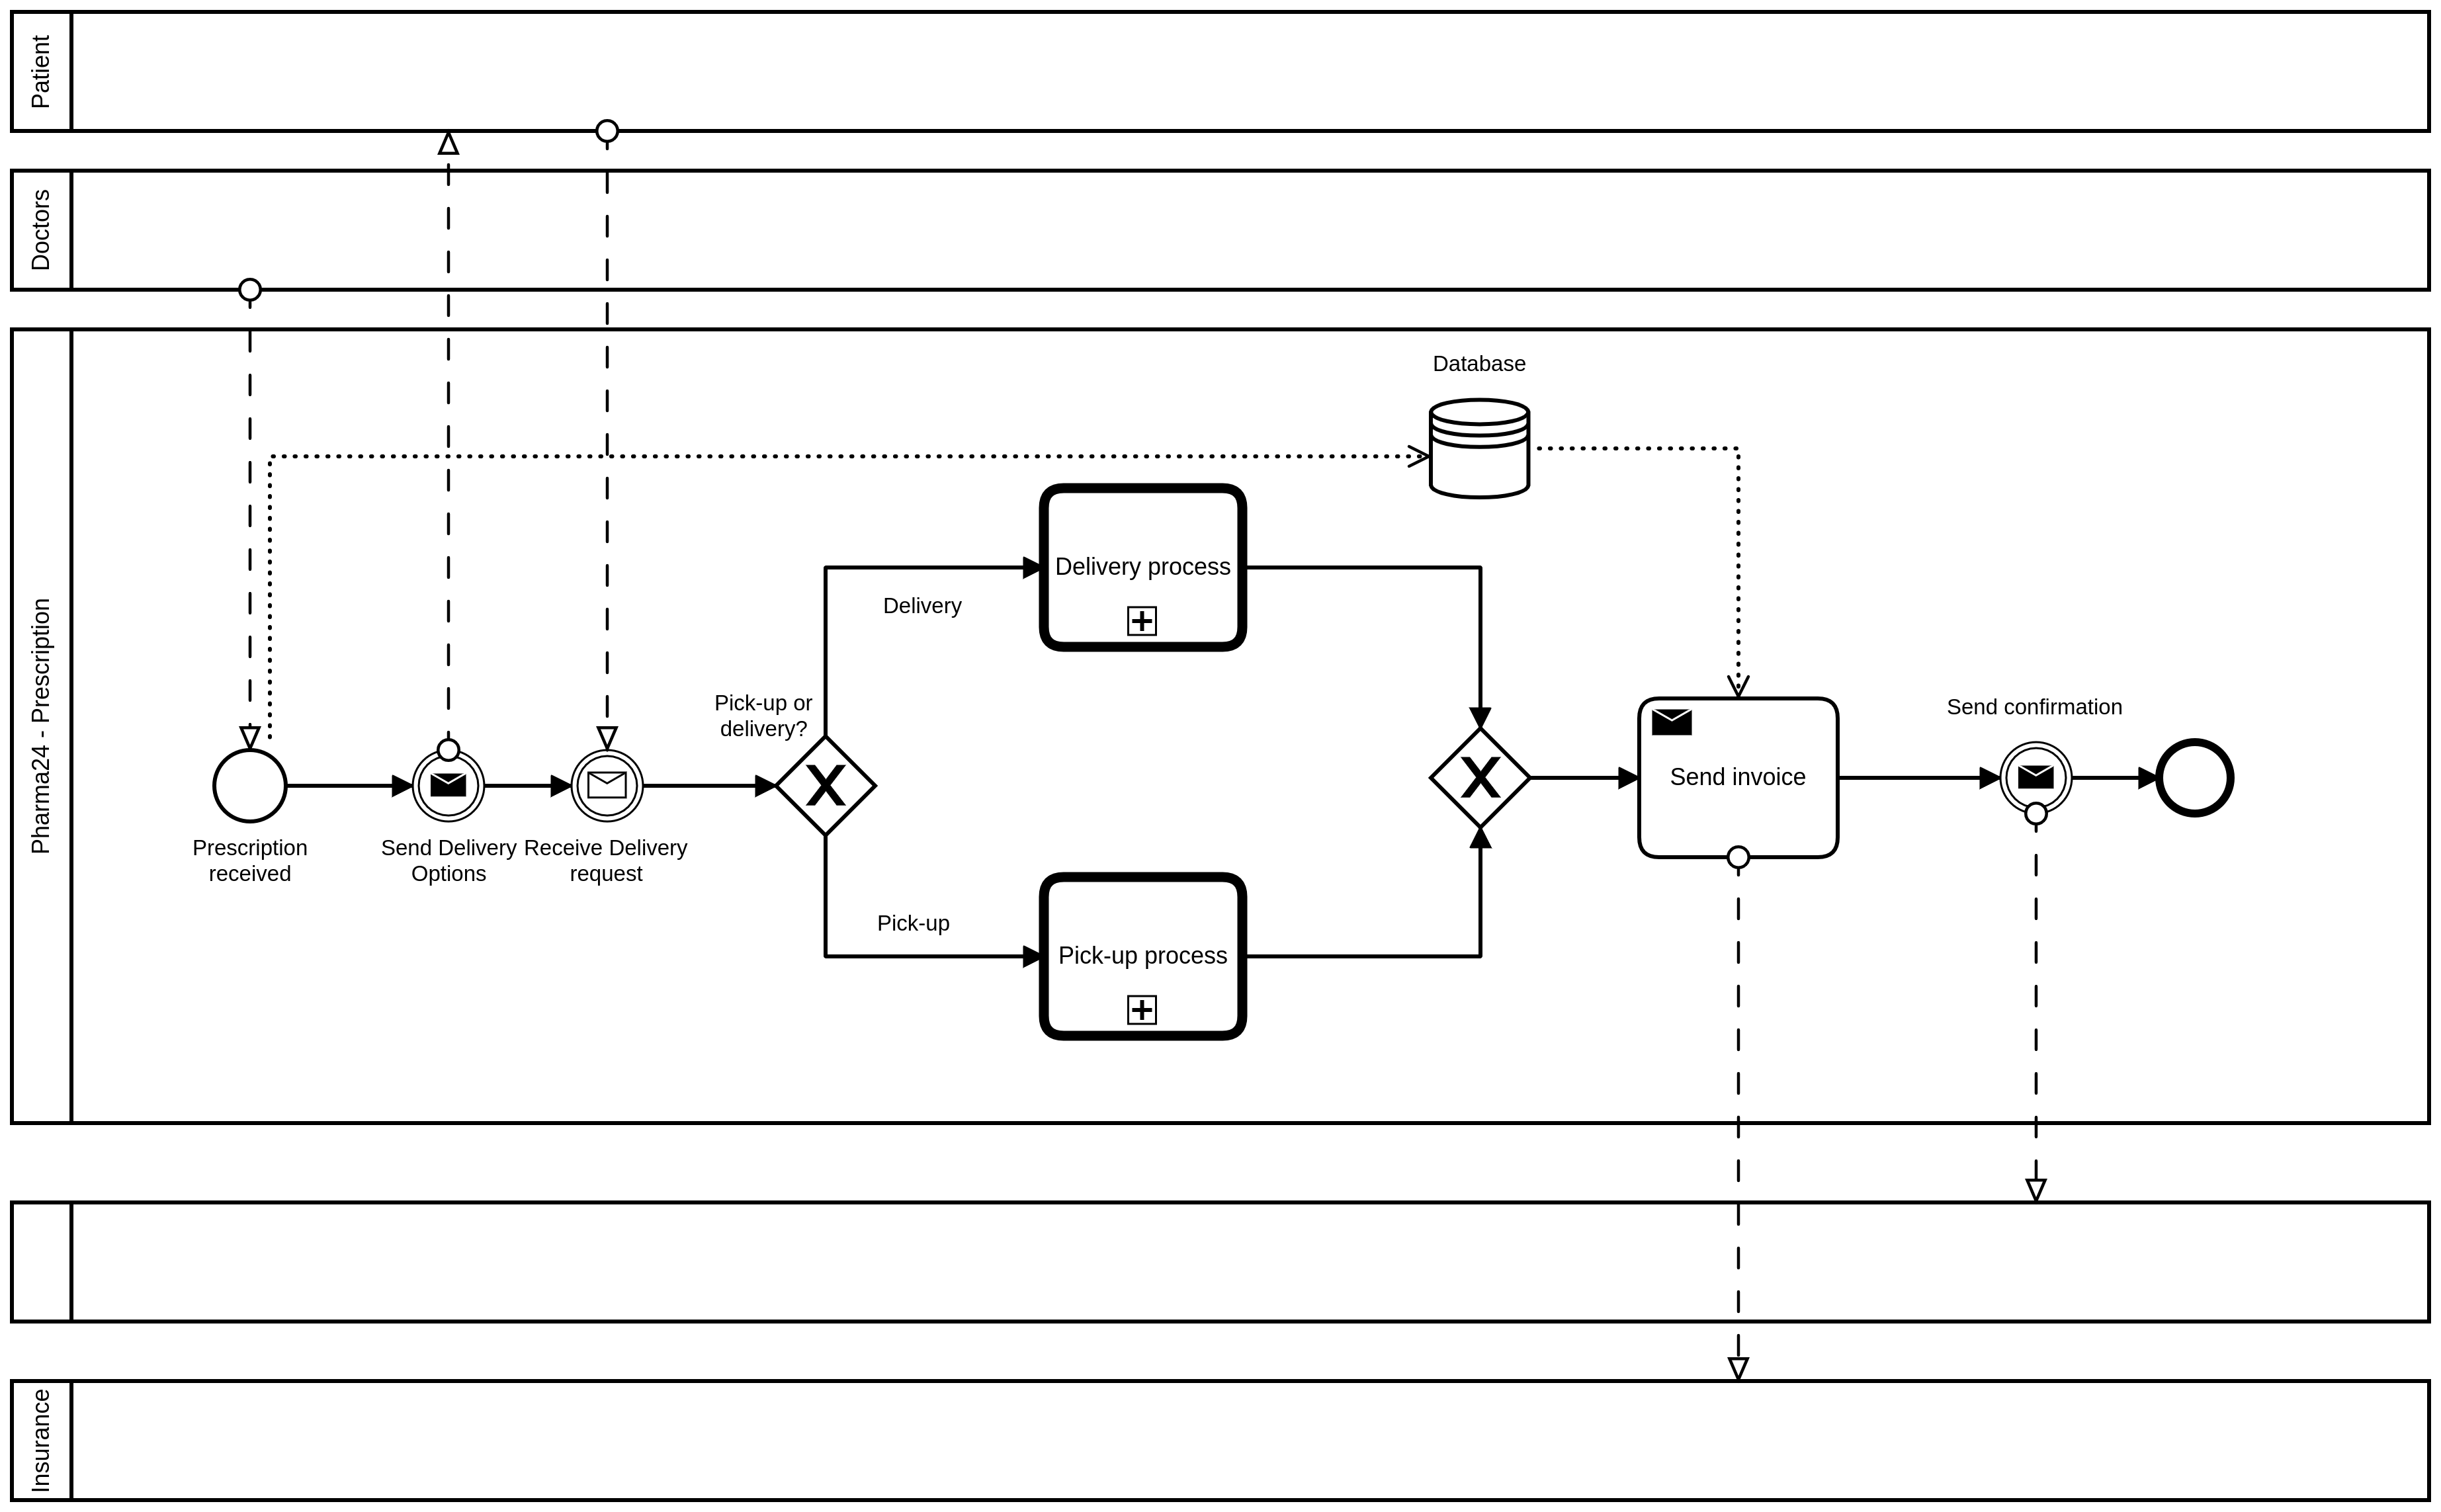 Patient
Doctors
Pharma24 - Prescription
Database
Delivery process
Delivery
Pick-up or
delivery?
Send confirmation
Send invoice
Prescription
received
Send Delivery
Options
Receive Delivery
request
Pick-up
Pick-up process
Insurance